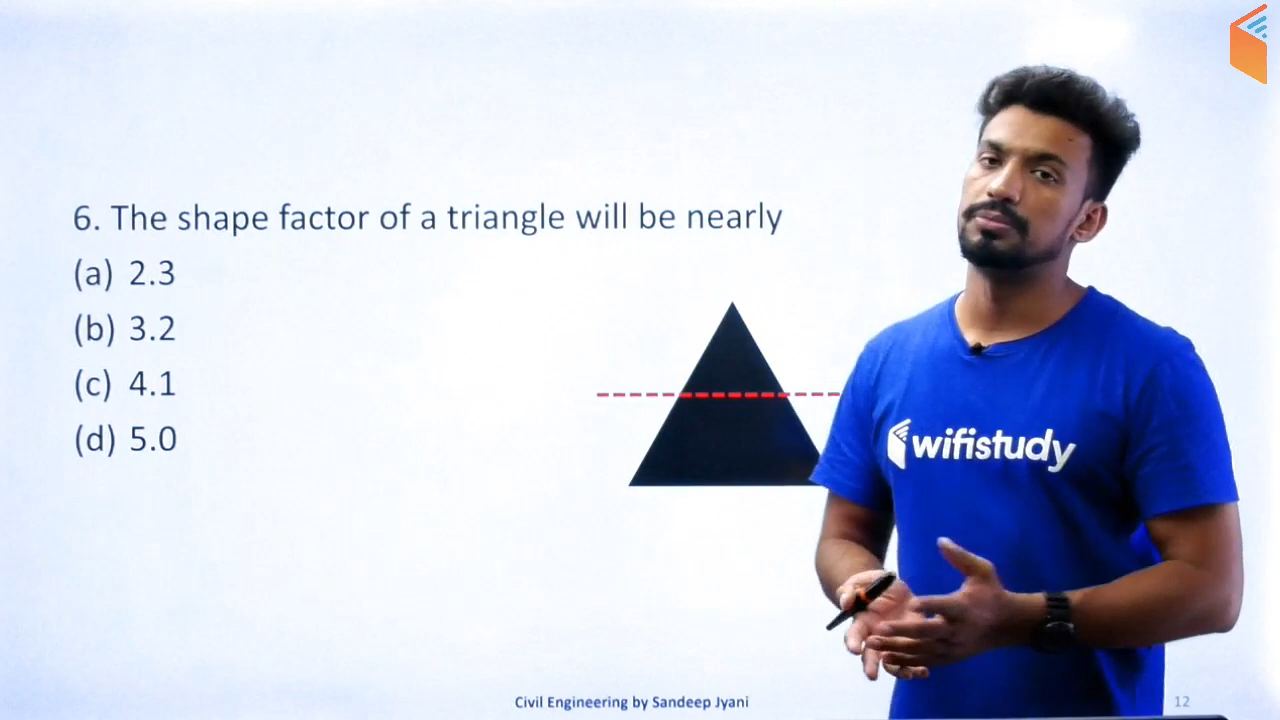 6. The shape factor of a triangle will be nearly
(a) 2.3
(b) 3.2
(c) 4.1
(d) 5.0
wifistudy
Civil Engineering by Sandeep Jyani
12